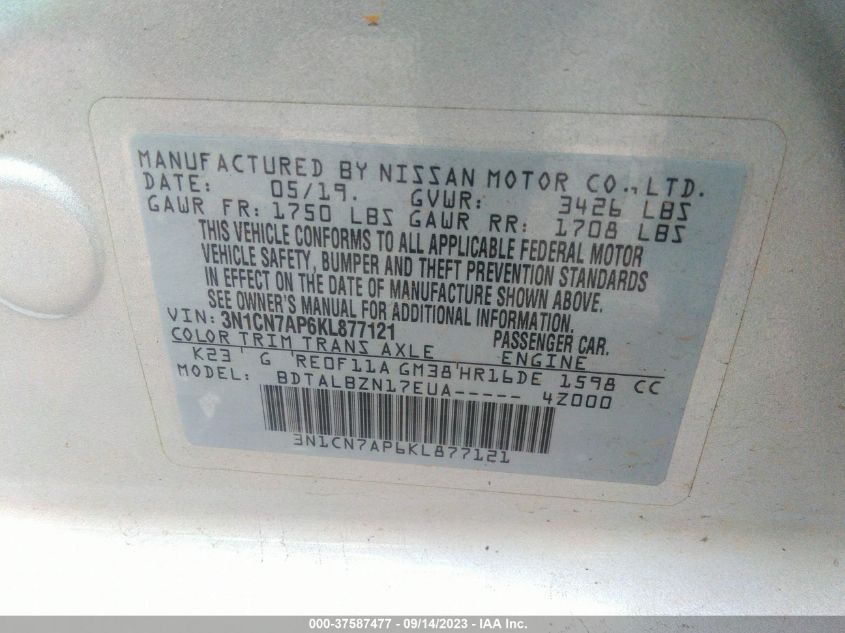 MANUFACTURED BY NISSAN MOTOR CO.,LTD.
DATE: 05/19. GVWR: 3426 LBS
GAWR FR: 1750 LBS GAWR RR: 1708 LBS
THIS VEHICLE CONFORMS TO ALL APPLICABLE FEDERAL MOTOR
VEHICLE SAFETY, BUMPER AND THEFT PREVENTION STANDARDS
IN EFFECT ON THE DATE OF MANUFACTURE SHOWN ABOVE.
SEE OWNER'S MANUAL FOR ADDITIONAL INFORMATION.
VIN: 3N1CN7AP6KL877121 PASSENGER CAR.
COLOR TRIM TRANS AXLE ENGINE
K23' G 'RE0F11A GM38'HR16DE 1598 CC
MODEL: BDTALBZN17EUA----- 4Z000
3N1CN7AP6KL877121
000-37587477 - 09/14/2023 - IAA Inc.